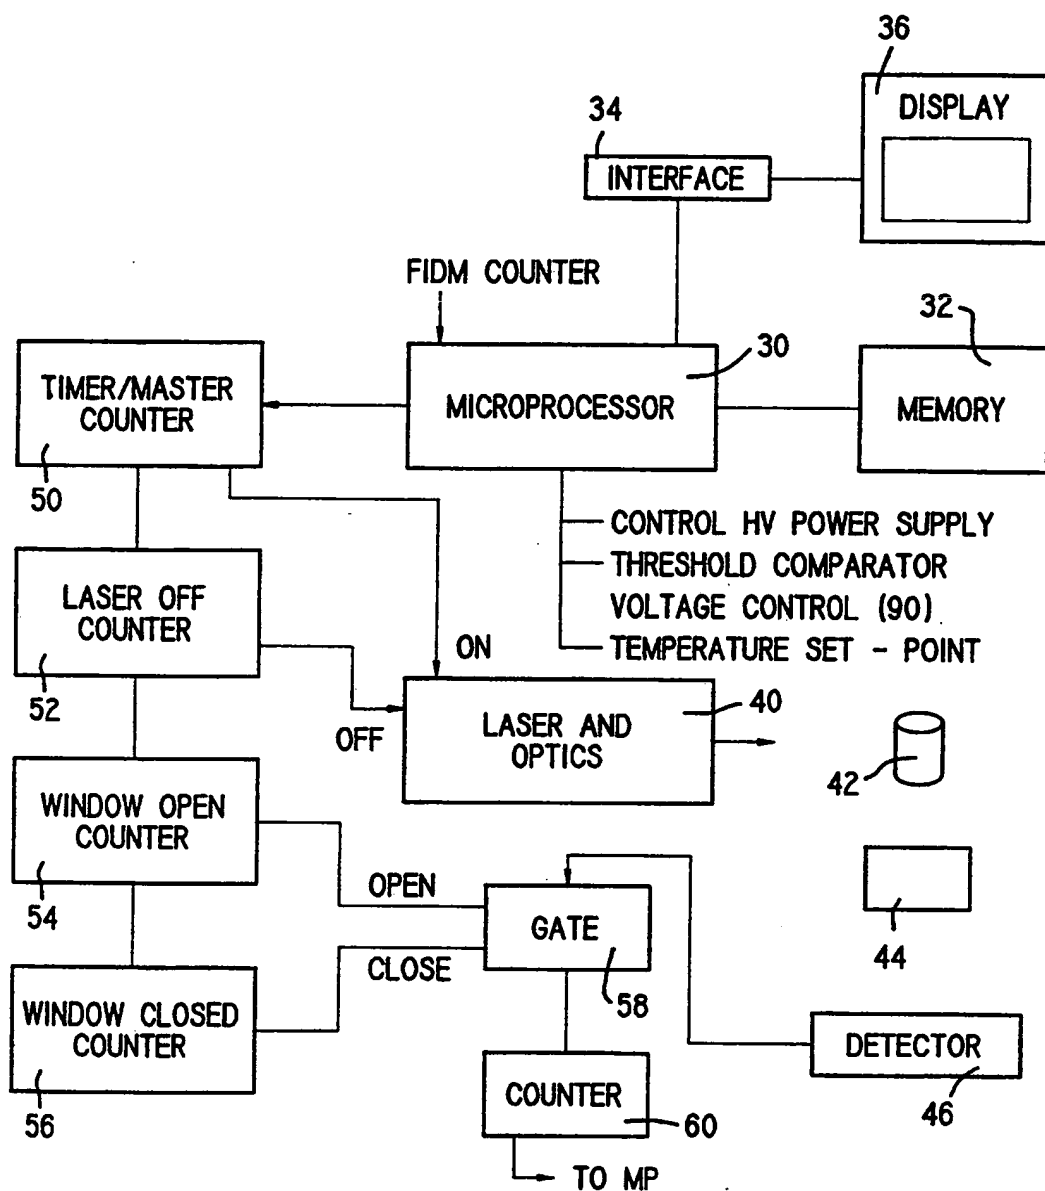 36
DISPLAY
34
INTERFACE
FIDM COUNTER
32
30
TIMER/MASTER
COUNTER
MICROPROCESSOR
MEMORY
50
CONTROL HV POWER SUPPLY
THRESHOLD COMPARATOR
VOLTAGE CONTROL (90)
TEMPERATURE SET - POINT
LASER OFF
COUNTER
52
ON
OFF
40
LASER AND
OPTICS
42
WINDOW OPEN
COUNTER
54
OPEN
GATE
CLOSE
58
44
WINDOW CLOSED
COUNTER
56
DETECTOR
46
COUNTER
60
TO MP